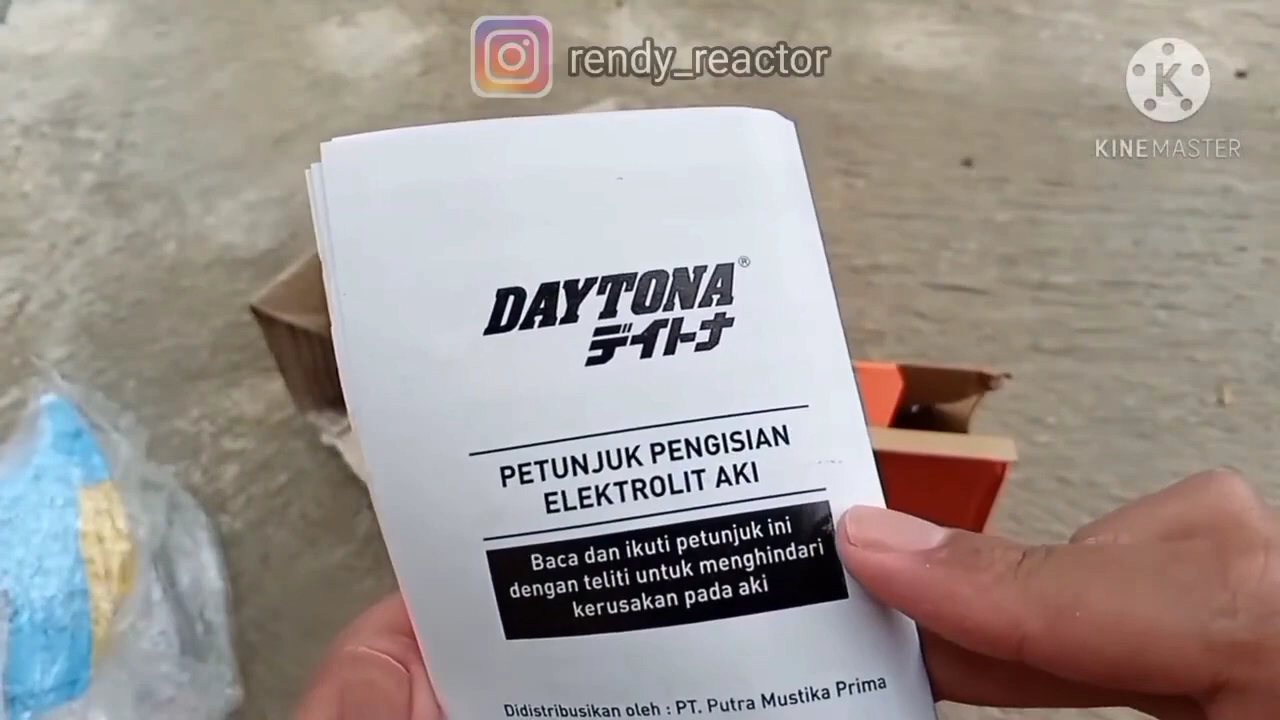 rendy_reactor
K
KINEMASTER
DAYTONA®
デイトナ
PETUNJUK PENGISIAN
ELEKTROLIT AKI
Baca dan ikuti petunjuk ini
dengan teliti untuk menghindari
kerusakan pada aki
Didistribusikan oleh : PT. Putra Mustika Prima